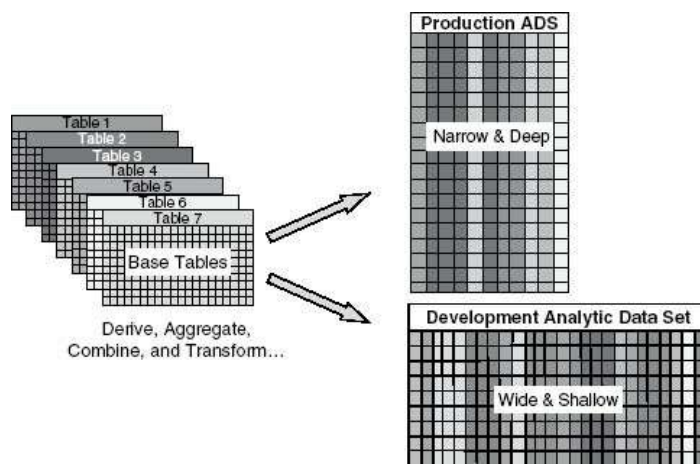 Production ADS
Narrow & Deep
Table 1
Table 2
Table 3
Table 4
Table 5
Table 6
Table 7
Base Tables
Derive, Aggregate,
Combine, and Transform...
Development Analytic Data Set
Wide & Shallow